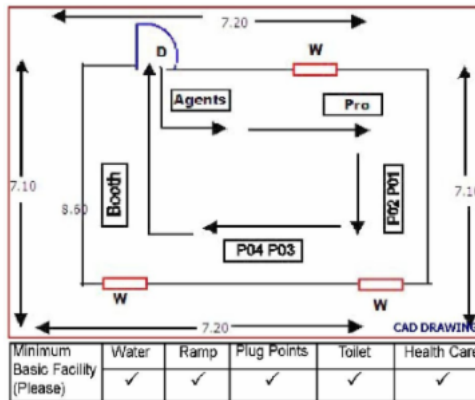 7.20
D
W
Agents
Pro
7.10
7.10
Booth
8.60
P02 P01
P04 P03
W
W
7.20
CAD DRAWING
Minimum Basic Facility (Please)
Water
Ramp
Plug Points
Toilet
Health Care
✓ ✓ ✓ ✓ ✓